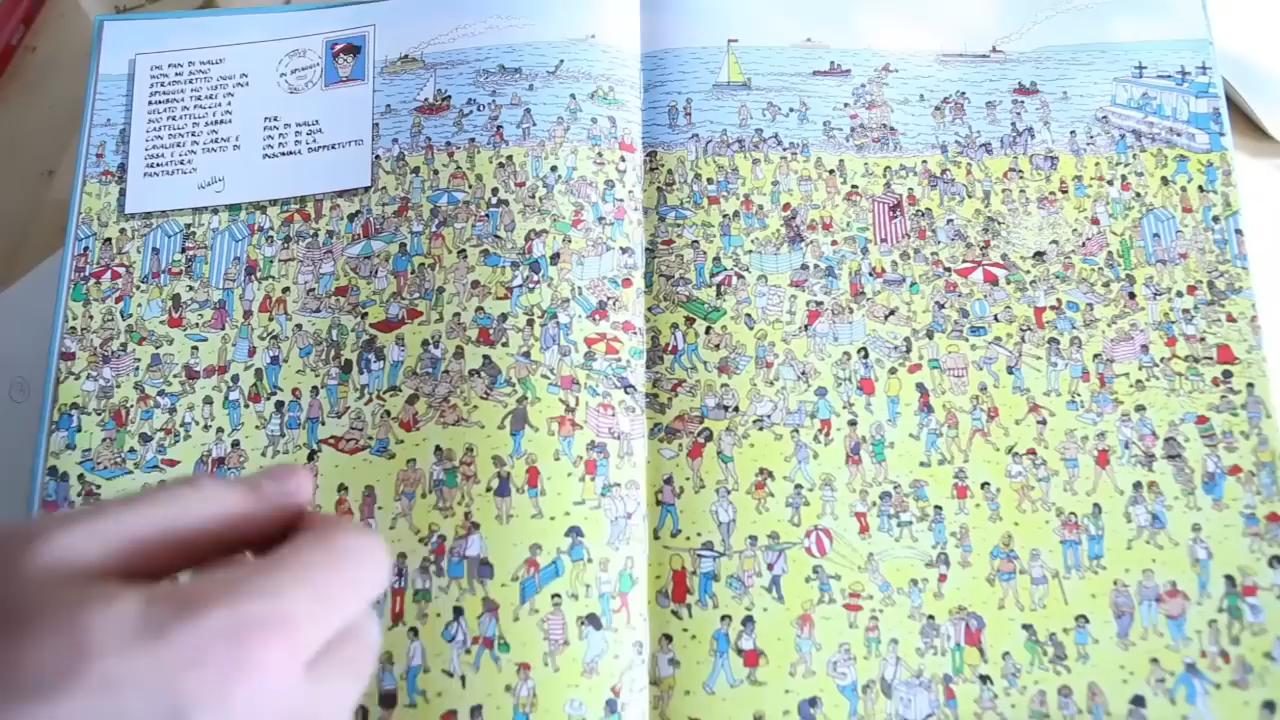 EHI, FAN DI WALLY!
WOW, MI SONO
STRADIVERTITO OGGI IN
SPIAGGIA! HO VISTO UNA
BAMBINA TIRARE UN
GELATO IN FACCIA A
SUO FRATELLO E UN
CASTELLO DI SABBIA
CON DENTRO UN
CAVALIERE IN CARNE E
OSSA, E CON TANTO DI
ARMATURA!
FANTASTICO!
Wally
IN SPIAGGIA
PER:
FAN DI WALLY,
UN PO' DI QUA,
UN PO' DI LÀ,
INSOMMA, DAPPERTUTTO.